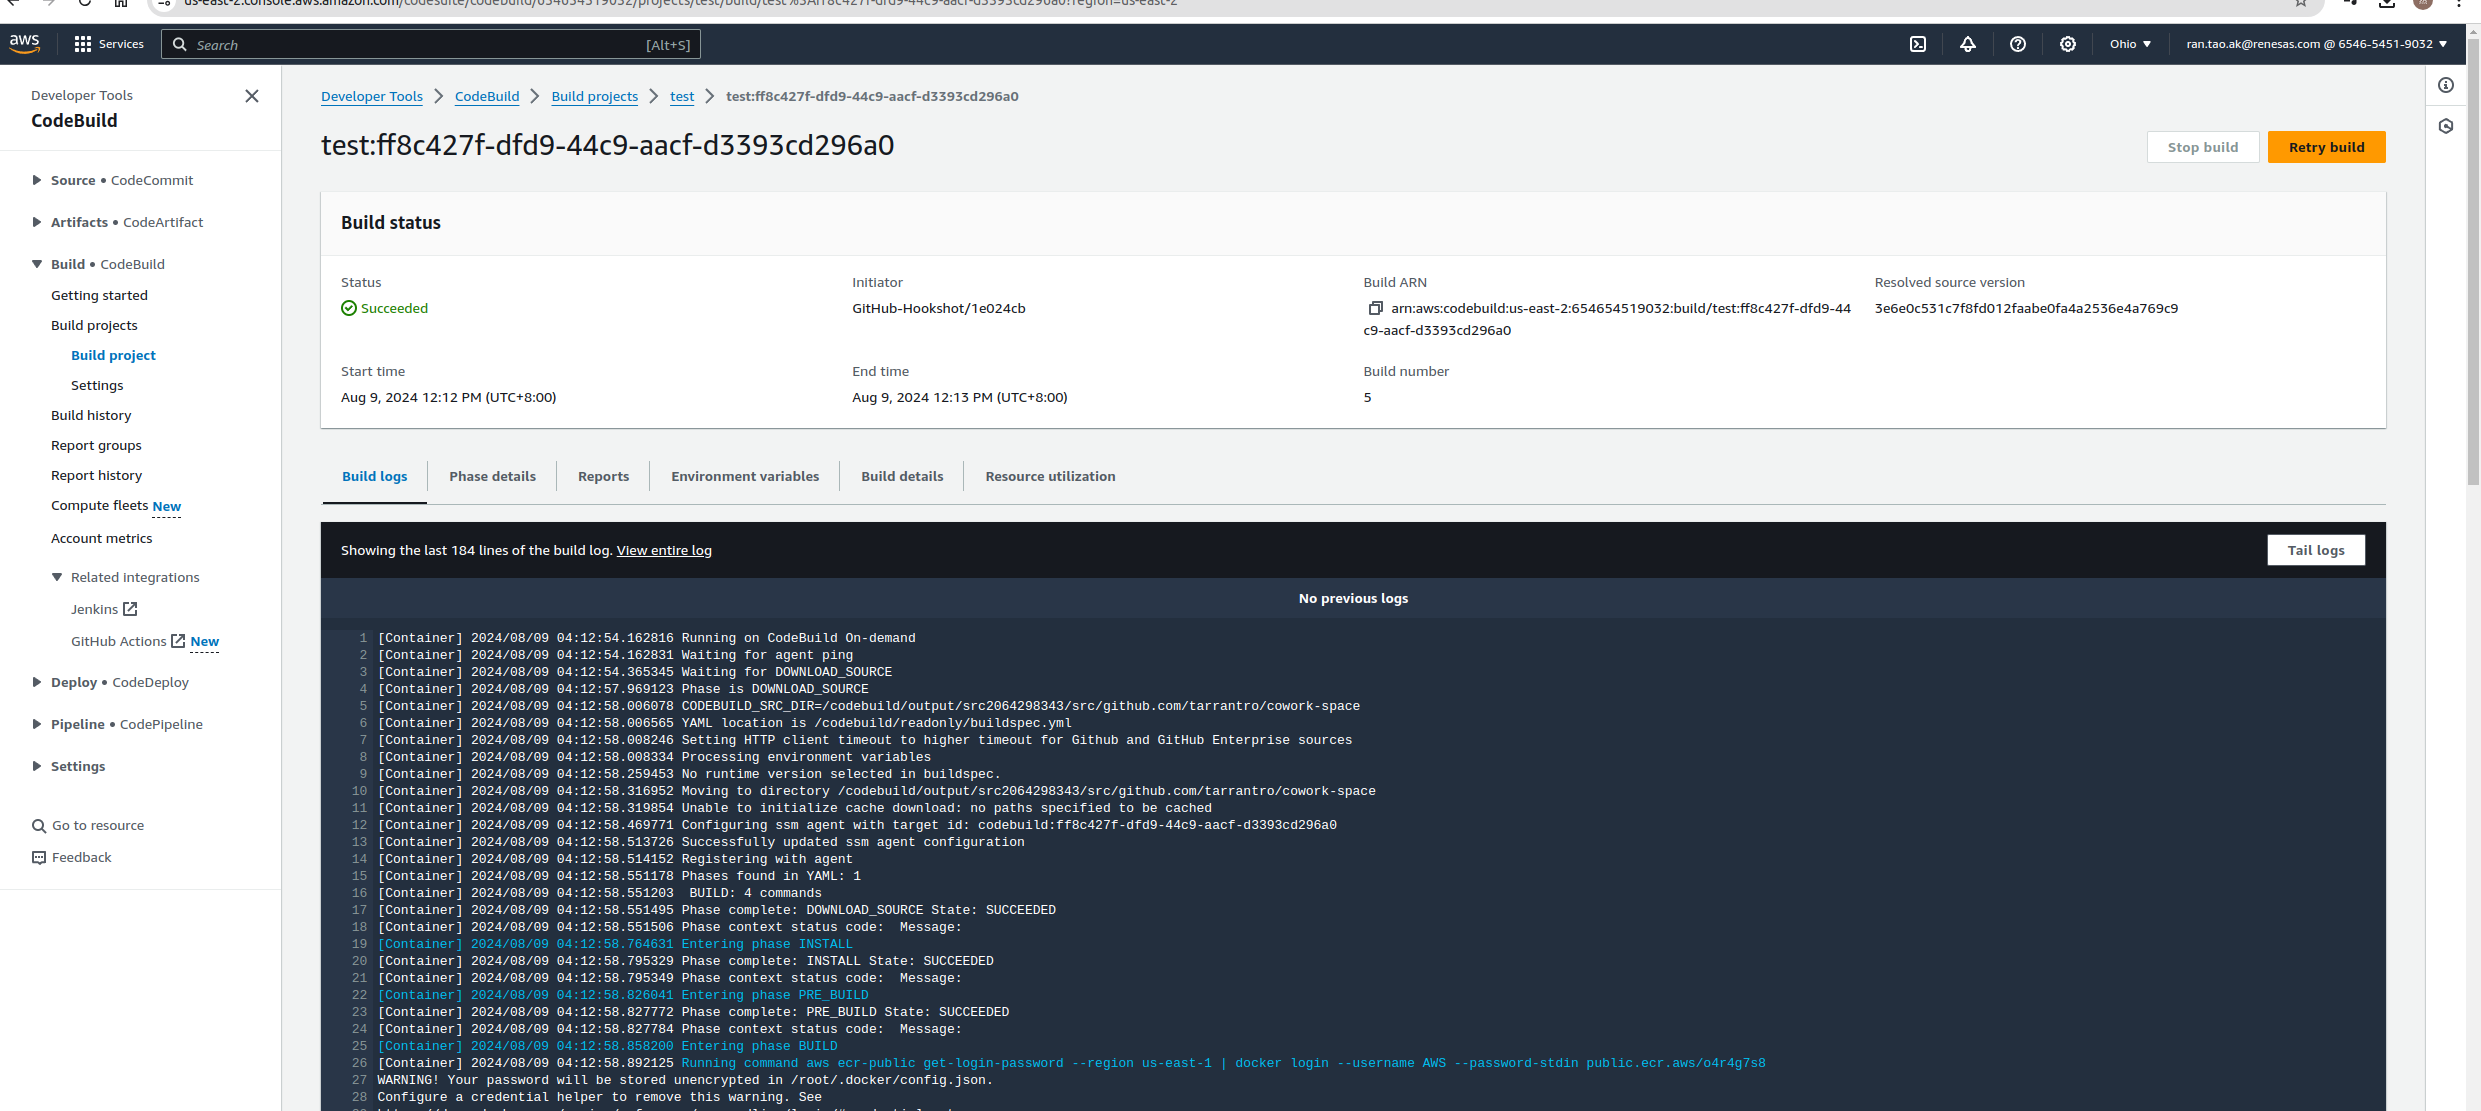 us-east-2.console.aws.amazon.com/codesuite/codebuild/654654519032/projects/test/build/test%3Aff8c427f-dfd9-44c9-aacf-d3393cd296a0?region=us-east-2
aws
Services
Search
[Alt+S]
Ohio
ran.tao.ak@renesas.com @ 6546-5451-9032
Developer Tools
CodeBuild
Source • CodeCommit
Artifacts • CodeArtifact
Build • CodeBuild
Getting started
Build projects
Build project
Settings
Build history
Report groups
Report history
Compute fleets New
Account metrics
Related integrations
Jenkins
GitHub Actions New
Deploy • CodeDeploy
Pipeline • CodePipeline
Settings
Go to resource
Feedback
Developer Tools
CodeBuild
Build projects
test
test:ff8c427f-dfd9-44c9-aacf-d3393cd296a0
test:ff8c427f-dfd9-44c9-aacf-d3393cd296a0
Stop build
Retry build
Build status
Status
Succeeded
Initiator
GitHub-Hookshot/1e024cb
Build ARN
arn:aws:codebuild:us-east-2:654654519032:build/test:ff8c427f-dfd9-44
c9-aacf-d3393cd296a0
Resolved source version
3e6e0c531c7f8fd012faabe0fa4a2536e4a769c9
Start time
Aug 9, 2024 12:12 PM (UTC+8:00)
End time
Aug 9, 2024 12:13 PM (UTC+8:00)
Build number
5
Build logs
Phase details
Reports
Environment variables
Build details
Resource utilization
Showing the last 184 lines of the build log. View entire log
Tail logs
No previous logs
1 [Container] 2024/08/09 04:12:54.162816 Running on CodeBuild On-demand
2 [Container] 2024/08/09 04:12:54.162831 Waiting for agent ping
3 [Container] 2024/08/09 04:12:54.365345 Waiting for DOWNLOAD_SOURCE
4 [Container] 2024/08/09 04:12:57.969123 Phase is DOWNLOAD_SOURCE
5 [Container] 2024/08/09 04:12:58.006078 CODEBUILD_SRC_DIR=/codebuild/output/src2064298343/src/github.com/tarrantro/cowork-space
6 [Container] 2024/08/09 04:12:58.006565 YAML location is /codebuild/readonly/buildspec.yml
7 [Container] 2024/08/09 04:12:58.008246 Setting HTTP client timeout to higher timeout for Github and GitHub Enterprise sources
8 [Container] 2024/08/09 04:12:58.008334 Processing environment variables
9 [Container] 2024/08/09 04:12:58.259453 No runtime version selected in buildspec.
10 [Container] 2024/08/09 04:12:58.316952 Moving to directory /codebuild/output/src2064298343/src/github.com/tarrantro/cowork-space
11 [Container] 2024/08/09 04:12:58.319854 Unable to initialize cache download: no paths specified to be cached
12 [Container] 2024/08/09 04:12:58.469771 Configuring ssm agent with target id: codebuild:ff8c427f-dfd9-44c9-aacf-d3393cd296a0
13 [Container] 2024/08/09 04:12:58.513726 Successfully updated ssm agent configuration
14 [Container] 2024/08/09 04:12:58.514152 Registering with agent
15 [Container] 2024/08/09 04:12:58.551178 Phases found in YAML: 1
16 [Container] 2024/08/09 04:12:58.551203  BUILD: 4 commands
17 [Container] 2024/08/09 04:12:58.551495 Phase complete: DOWNLOAD_SOURCE State: SUCCEEDED
18 [Container] 2024/08/09 04:12:58.551506 Phase context status code:  Message:
19 [Container] 2024/08/09 04:12:58.764631 Entering phase INSTALL
20 [Container] 2024/08/09 04:12:58.795329 Phase complete: INSTALL State: SUCCEEDED
21 [Container] 2024/08/09 04:12:58.795349 Phase context status code:  Message:
22 [Container] 2024/08/09 04:12:58.826041 Entering phase PRE_BUILD
23 [Container] 2024/08/09 04:12:58.827772 Phase complete: PRE_BUILD State: SUCCEEDED
24 [Container] 2024/08/09 04:12:58.827784 Phase context status code:  Message:
25 [Container] 2024/08/09 04:12:58.858200 Entering phase BUILD
26 [Container] 2024/08/09 04:12:58.892125 Running command aws ecr-public get-login-password --region us-east-1 | docker login --username AWS --password-stdin public.ecr.aws/o4r4g7s8
27 WARNING! Your password will be stored unencrypted in /root/.docker/config.json.
28 Configure a credential helper to remove this warning. See